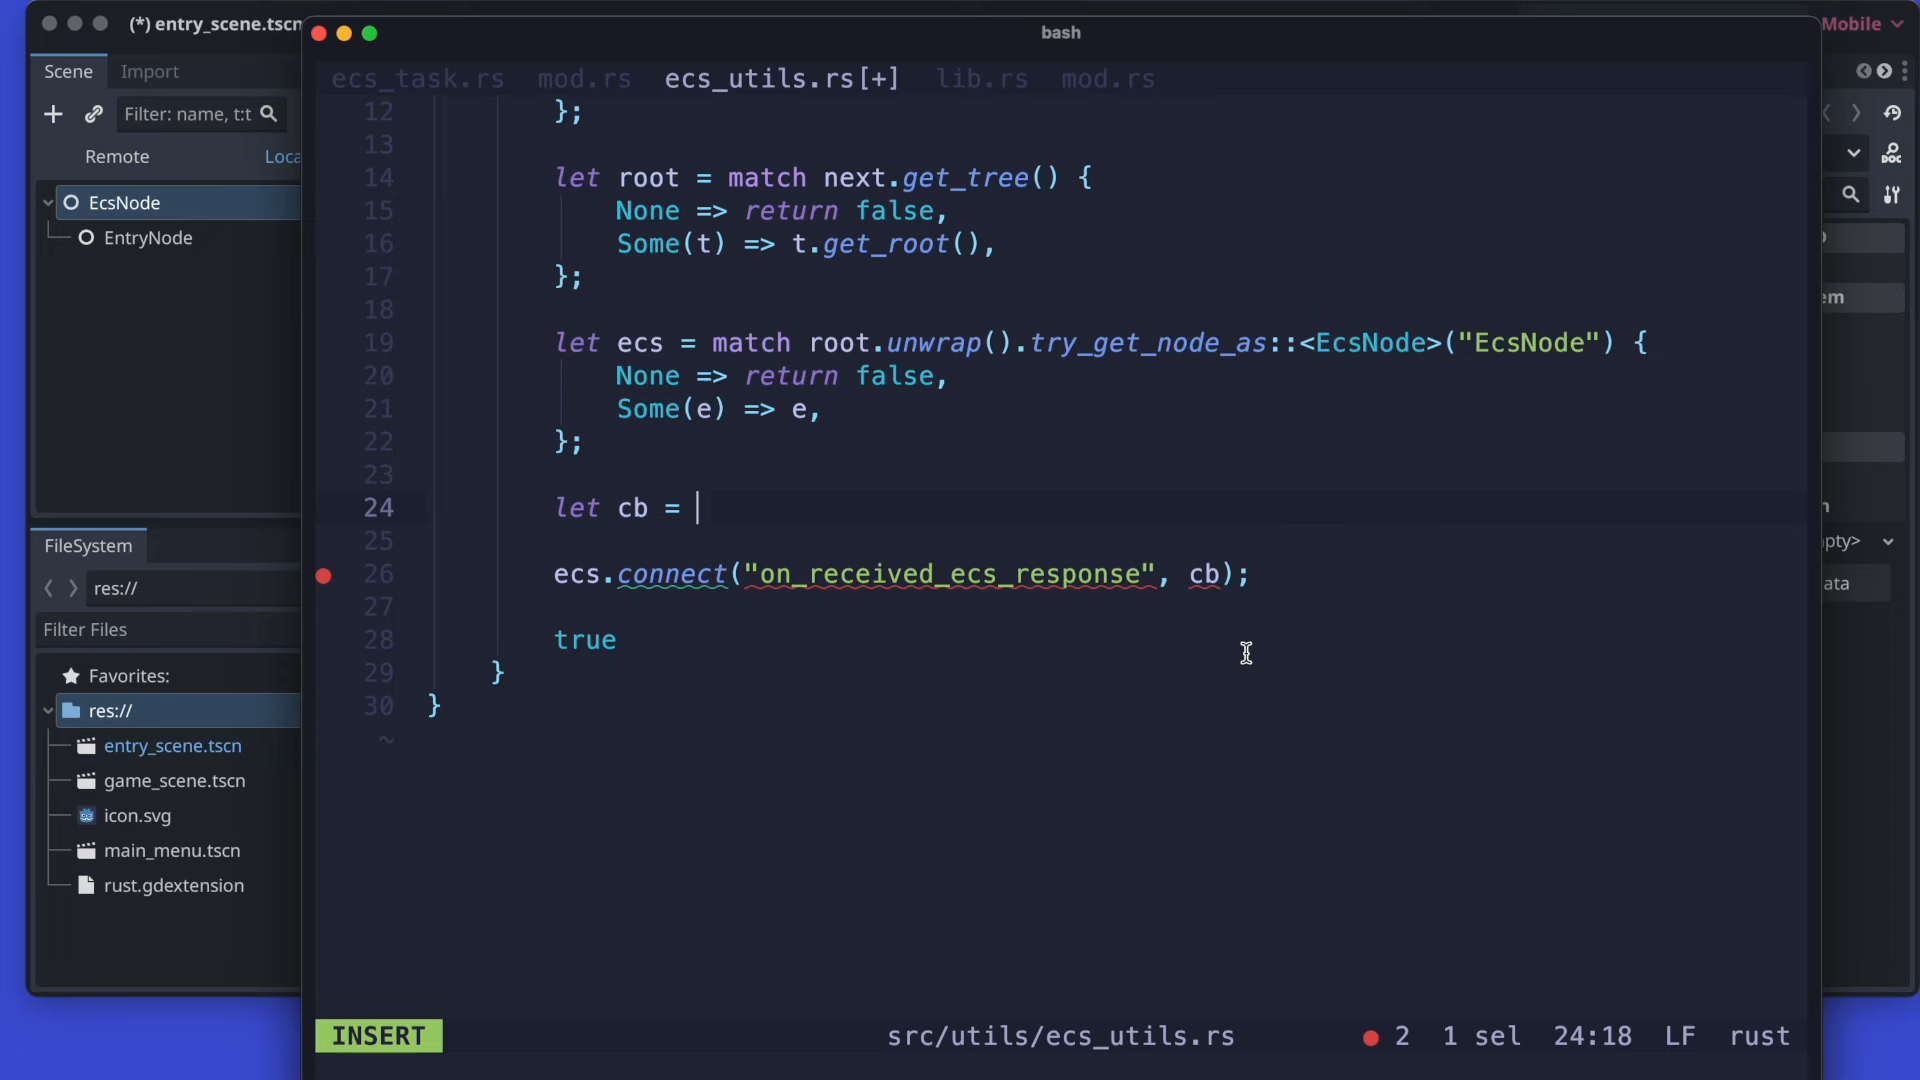 (*) entry_scene.tscn
bash
Mobile
Scene Import
ecs_task.rs mod.rs ecs_utils.rs[+] lib.rs mod.rs
Filter: name, t:t
Remote Loca
EcsNode
EntryNode
12 };
13
14 let root = match next.get_tree() {
15 None => return false,
16 Some(t) => t.get_root(),
17 };
18
19 let ecs = match root.unwrap().try_get_node_as::<EcsNode>("EcsNode") {
20 None => return false,
21 Some(e) => e,
22 };
23
24 let cb =
25
26 ecs.connect("on_received_ecs_response", cb);
27
28 true
29 }
30 }
~
DOC
em
n
pty>
ata
FileSystem
res://
Filter Files
Favorites:
res://
entry_scene.tscn
game_scene.tscn
icon.svg
main_menu.tscn
rust.gdextension
INSERT src/utils/ecs_utils.rs 2 1 sel 24:18 LF rust